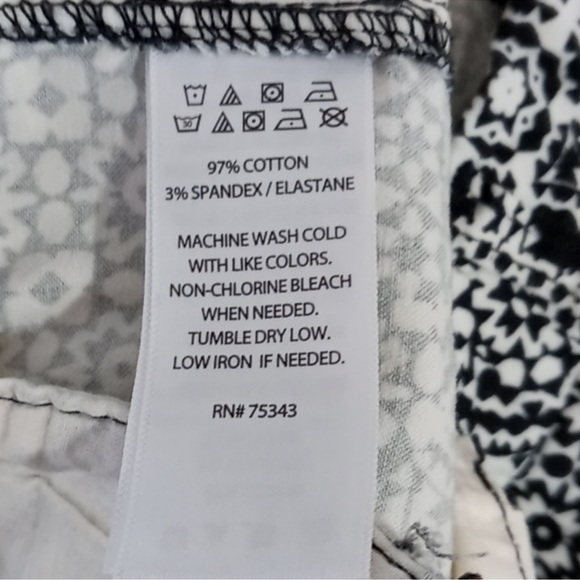 30
97% COTTON
3% SPANDEX / ELASTANE
MACHINE WASH COLD
WITH LIKE COLORS.
NON-CHLORINE BLEACH
WHEN NEEDED.
TUMBLE DRY LOW.
LOW IRON IF NEEDED.
RN# 75343